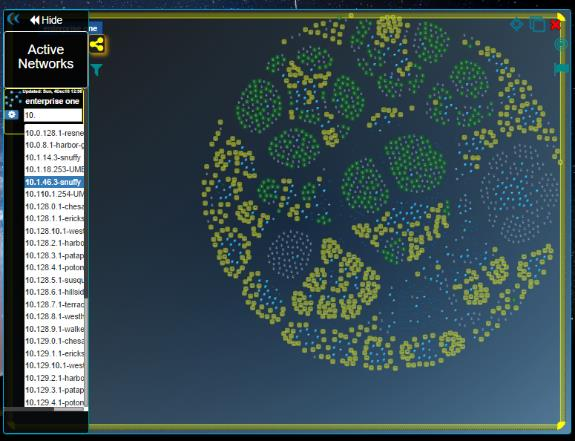 Hide
enterprise one
Active
Networks
Updated: Sun, 4Dec16 12:56
enterprise one
10.
10.0.128.1-resne
10.0.8.1-harbor-g
10.1.14.3-snuffy
10.1.18.253-UMB
10.1.46.3-snuffy
10.110.1.254-UM
10.128.0.1-chesa
10.128.1.1-ericks
10.128.10.1-west
10.128.2.1-harbo
10.128.3.1-patap
10.128.4.1-poton
10.128.5.1-susqu
10.128.6.1-hillsid
10.128.7.1-terrac
10.128.8.1-westh
10.128.9.1-walke
10.129.0.1-chesa
10.129.1.1-ericks
10.129.10.1-west
10.129.2.1-harbo
10.129.3.1-patap
10.129.4.1-poton